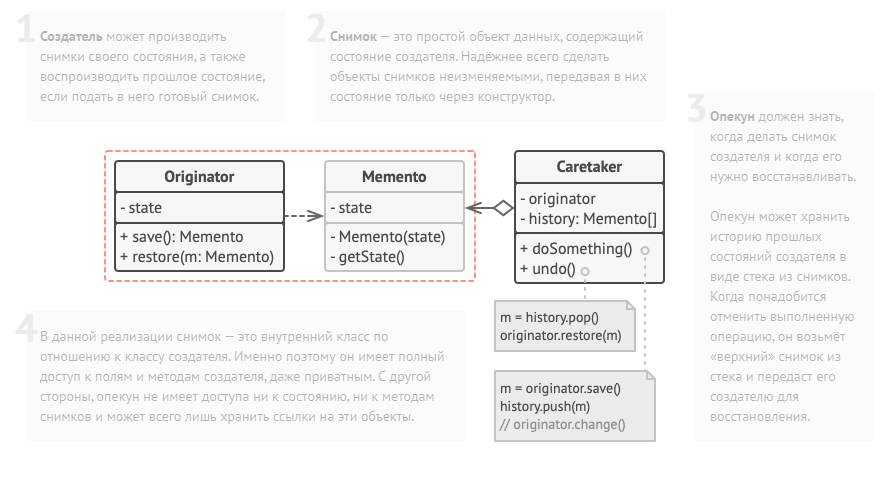 1
Создатель может производить
снимки своего состояния, а также
воспроизводить прошлое состояние,
если подать в него готовый снимок.
2
Снимок — это простой объект данных, содержащий
состояние создателя. Надёжнее всего сделать
объекты снимков неизменяемыми, передавая в них
состояние только через конструктор.
3
Опекун должен знать,
когда делать снимок
создателя и когда его
нужно восстанавливать.
Опекун может хранить
историю прошлых
состояний создателя в
виде стека из снимков.
Когда понадобится
отменить выполненную
операцию, он возьмёт
«верхний» снимок из
стека и передаст его
создателю для
восстановления.
Originator
- state
+ save(): Memento
+ restore(m: Memento)
Memento
- state
- Memento(state)
- getState()
Caretaker
- originator
- history: Memento[]
+ doSomething()
+ undo()
m = history.pop()
originator.restore(m)
m = originator.save()
history.push(m)
// originator.change()
4
В данной реализации снимок — это внутренний класс по
отношению к классу создателя. Именно поэтому он имеет полный
доступ к полям и методам создателя, даже приватным. С другой
стороны, опекун не имеет доступа ни к состоянию, ни к методам
снимков и может всего лишь хранить ссылки на эти объекты.